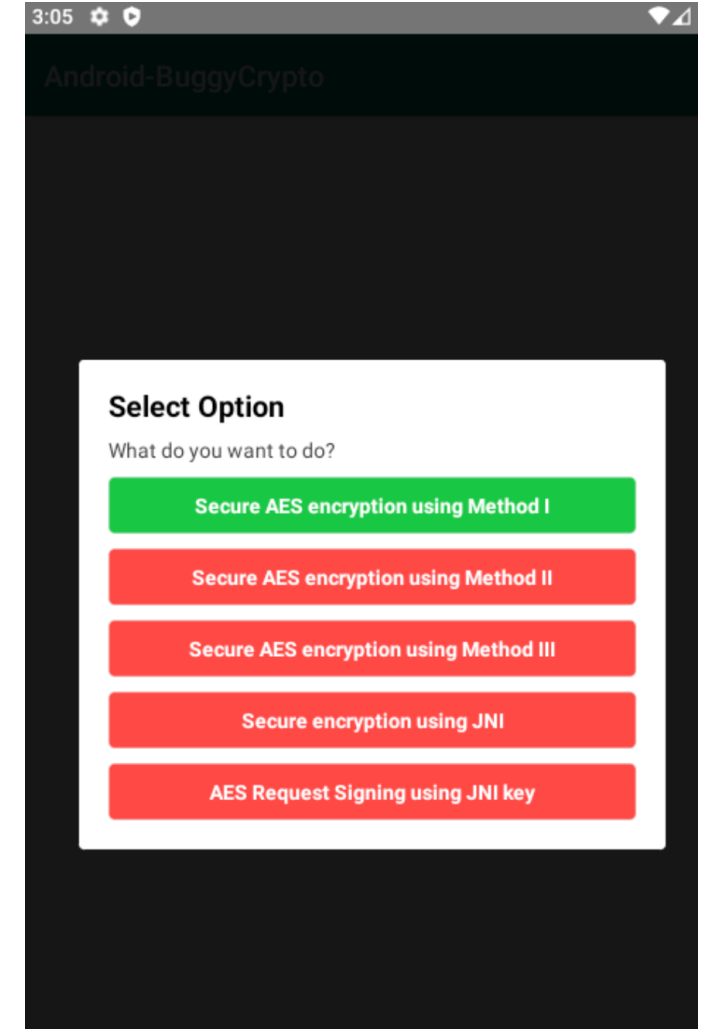 3:05
Android-BuggyCrypto
Select Option
What do you want to do?
Secure AES encryption using Method I
Secure AES encryption using Method II
Secure AES encryption using Method III
Secure encryption using JNI
AES Request Signing using JNI key